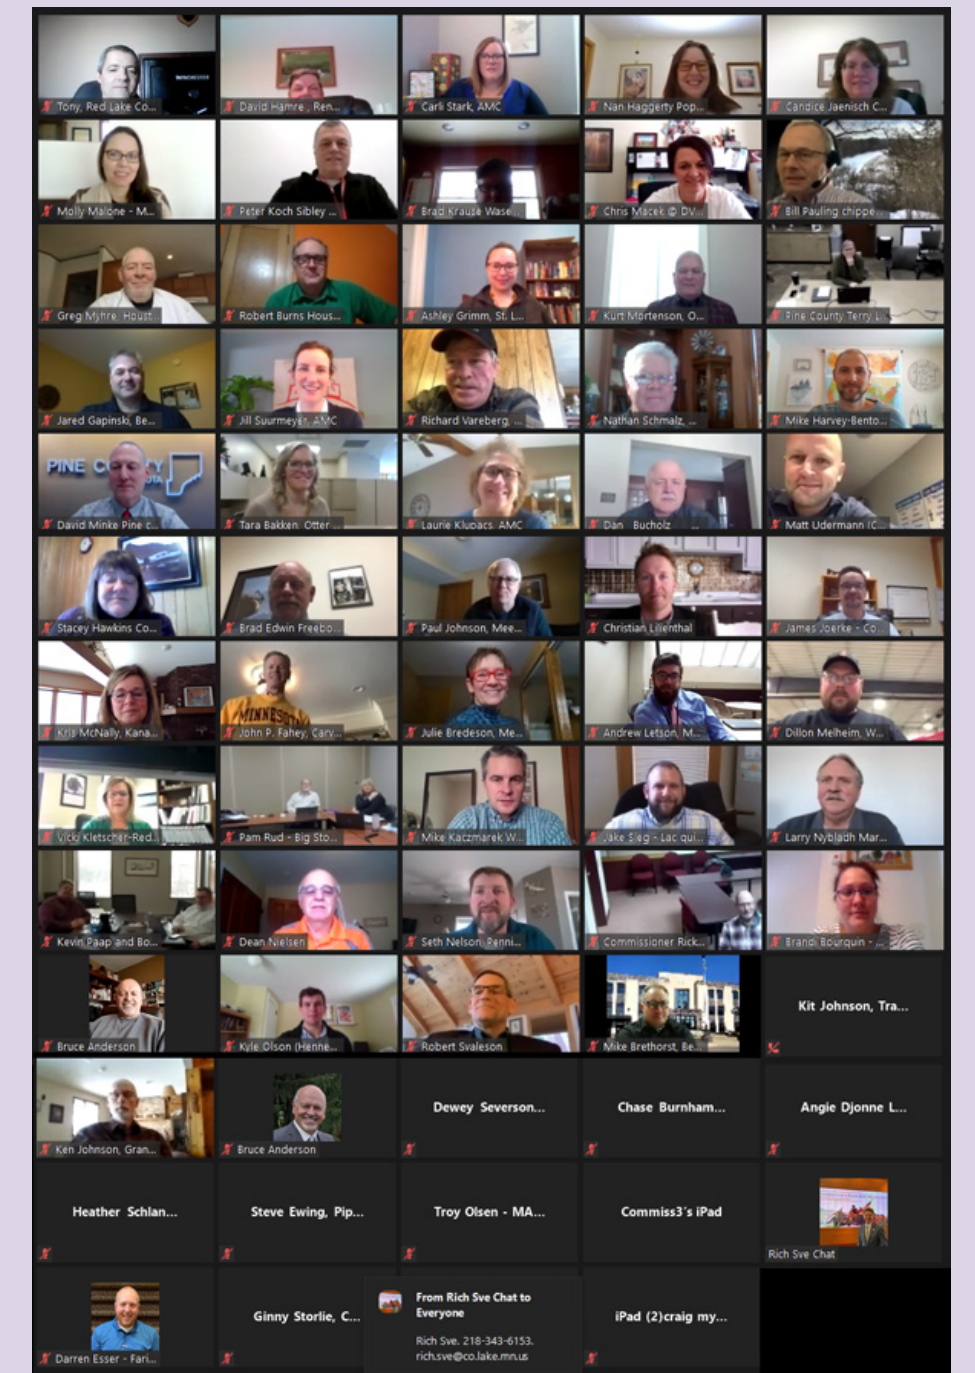 Tony, Red Lake Co...
David Hamre , Ren...
Carli Stark, AMC
Nan Haggerty Pop...
Candice Jaenisch C...
Molly Malone - M...
Peter Koch Sibley ...
Brad Krause Wase...
Chris Macek @ DV...
Bill Pauling chippe...
Greg Myhre, Houst...
Robert Burns Hous...
Ashley Grimm, St. L...
Kurt Mortenson, O...
Pine County Terry L...
Jared Gapinski, Be...
Jill Suurmeyer, AMC
Richard Vareberg, ...
Nathan Schmalz, ...
Mike Harvey-Bento...
PINE
David Minke Pine c...
Tara Bakken, Otter ...
Laurie Klupacs, AMC
Dan Bucholz ...
Matt Udermann (C...
Stacey Hawkins Co...
Brad Edwin Freebo...
Paul Johnson, Mee...
Christian Lilienthal
James Joerke - Co...
MINNESO
Kris McNally, Kana...
John P. Fahey, Carv...
Julie Bredeson, Me...
Andrew Letson, M...
Dillon Melheim, W...
Vicki Kletscher-Red...
Pam Rud - Big Sto...
Mike Kaczmarek W...
Jake Sieg - Lac qui...
Larry Nybladh Mar...
Kevin Paap and Bo...
Dean Nielsen
Seth Nelson, Penni...
Commissioner Rick...
Brandi Bourquin - ...
Kit Johnson, Tra...
Bruce Anderson
Kyle Olson (Henne...
Robert Svaleson
Mike Brethorst, Be...
Dewey Severson...
Chase Burnham...
Angie Djonne L...
Ken Johnson, Gran...
Bruce Anderson
Heather Schlan...
Steve Ewing, Pip...
Troy Olsen - MA...
Commiss3's iPad
Rich Sve Chat
Ginny Storlie, C...
From Rich Sve Chat to
Everyone
Rich Sve. 218-343-6153.
rich.sve@co.lake.mn.us
iPad (2)craig my...
Darren Esser - Fari...